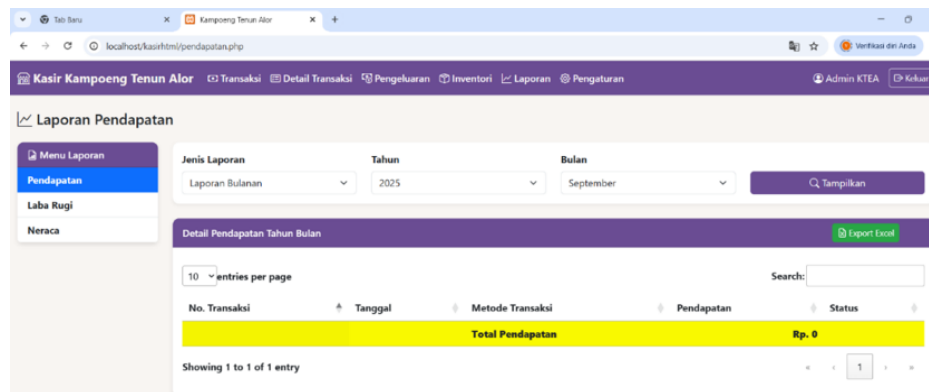 Tab Baru
Kampoeng Tenun Alor
localhost/kasirhtml/pendapatan.php
Verifikasi diri Anda
Kasir Kampoeng Tenun Alor Transaksi Detail Transaksi Pengeluaran Inventori Laporan Pengaturan Admin KTEA Keluar
Laporan Pendapatan
Menu Laporan
Pendapatan
Laba Rugi
Neraca
Jenis Laporan Tahun Bulan
Laporan Bulanan 2025 September Tampilkan
Detail Pendapatan Tahun Bulan Export Excel
10 entries per page Search:
No. Transaksi Tanggal Metode Transaksi Pendapatan Status
Total Pendapatan Rp. 0
Showing 1 to 1 of 1 entry « ‹ 1 › »